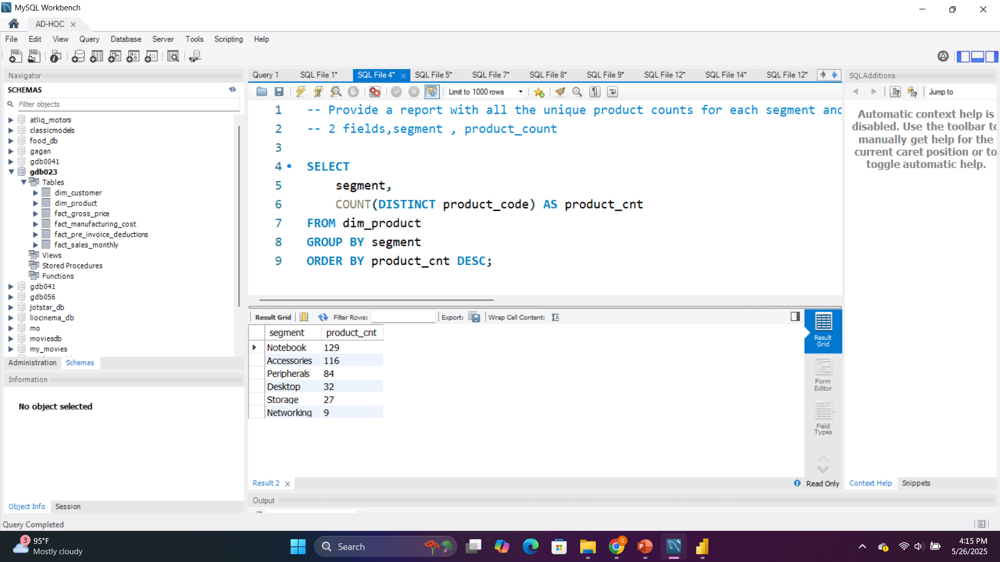 MySQL Workbench
AD-HOC
File Edit View Query Database Server Tools Scripting Help
Navigator
SCHEMAS
Filter objects
atliq_motors
classicmodels
food_db
gagan
gdb0041
gdb023
Tables
dim_customer
dim_product
fact_gross_price
fact_manufacturing_cost
fact_pre_invoice_deductions
fact_sales_monthly
Views
Stored Procedures
Functions
gdb041
gdb056
jotstar_db
liocinema_db
mo
moviesdb
my_movies
Administration Schemas
Information
No object selected
Object Info Session
Query 1 SQL File 1* SQL File 4* SQL File 5* SQL File 7* SQL File 8* SQL File 9* SQL File 12* SQL File 14* SQL File 12*
Limit to 1000 rows
1 -- Provide a report with all the unique product counts for each segment and
2 -- 2 fields,segment , product_count
3
4 SELECT
5 segment,
6 COUNT(DISTINCT product_code) AS product_cnt
7 FROM dim_product
8 GROUP BY segment
9 ORDER BY product_cnt DESC;
Result Grid Filter Rows: Export: Wrap Cell Content:
segment product_cnt
Notebook 129
Accessories 116
Peripherals 84
Desktop 32
Storage 27
Networking 9
Result Grid
Form Editor
Field Types
Result 2
Read Only
Output
SQLAdditions
Jump to
Automatic context help is
disabled. Use the toolbar to
manually get help for the
current caret position or to
toggle automatic help.
Context Help Snippets
Query Completed
3
95°F
Mostly cloudy
Search
G
4:15 PM
5/26/2025